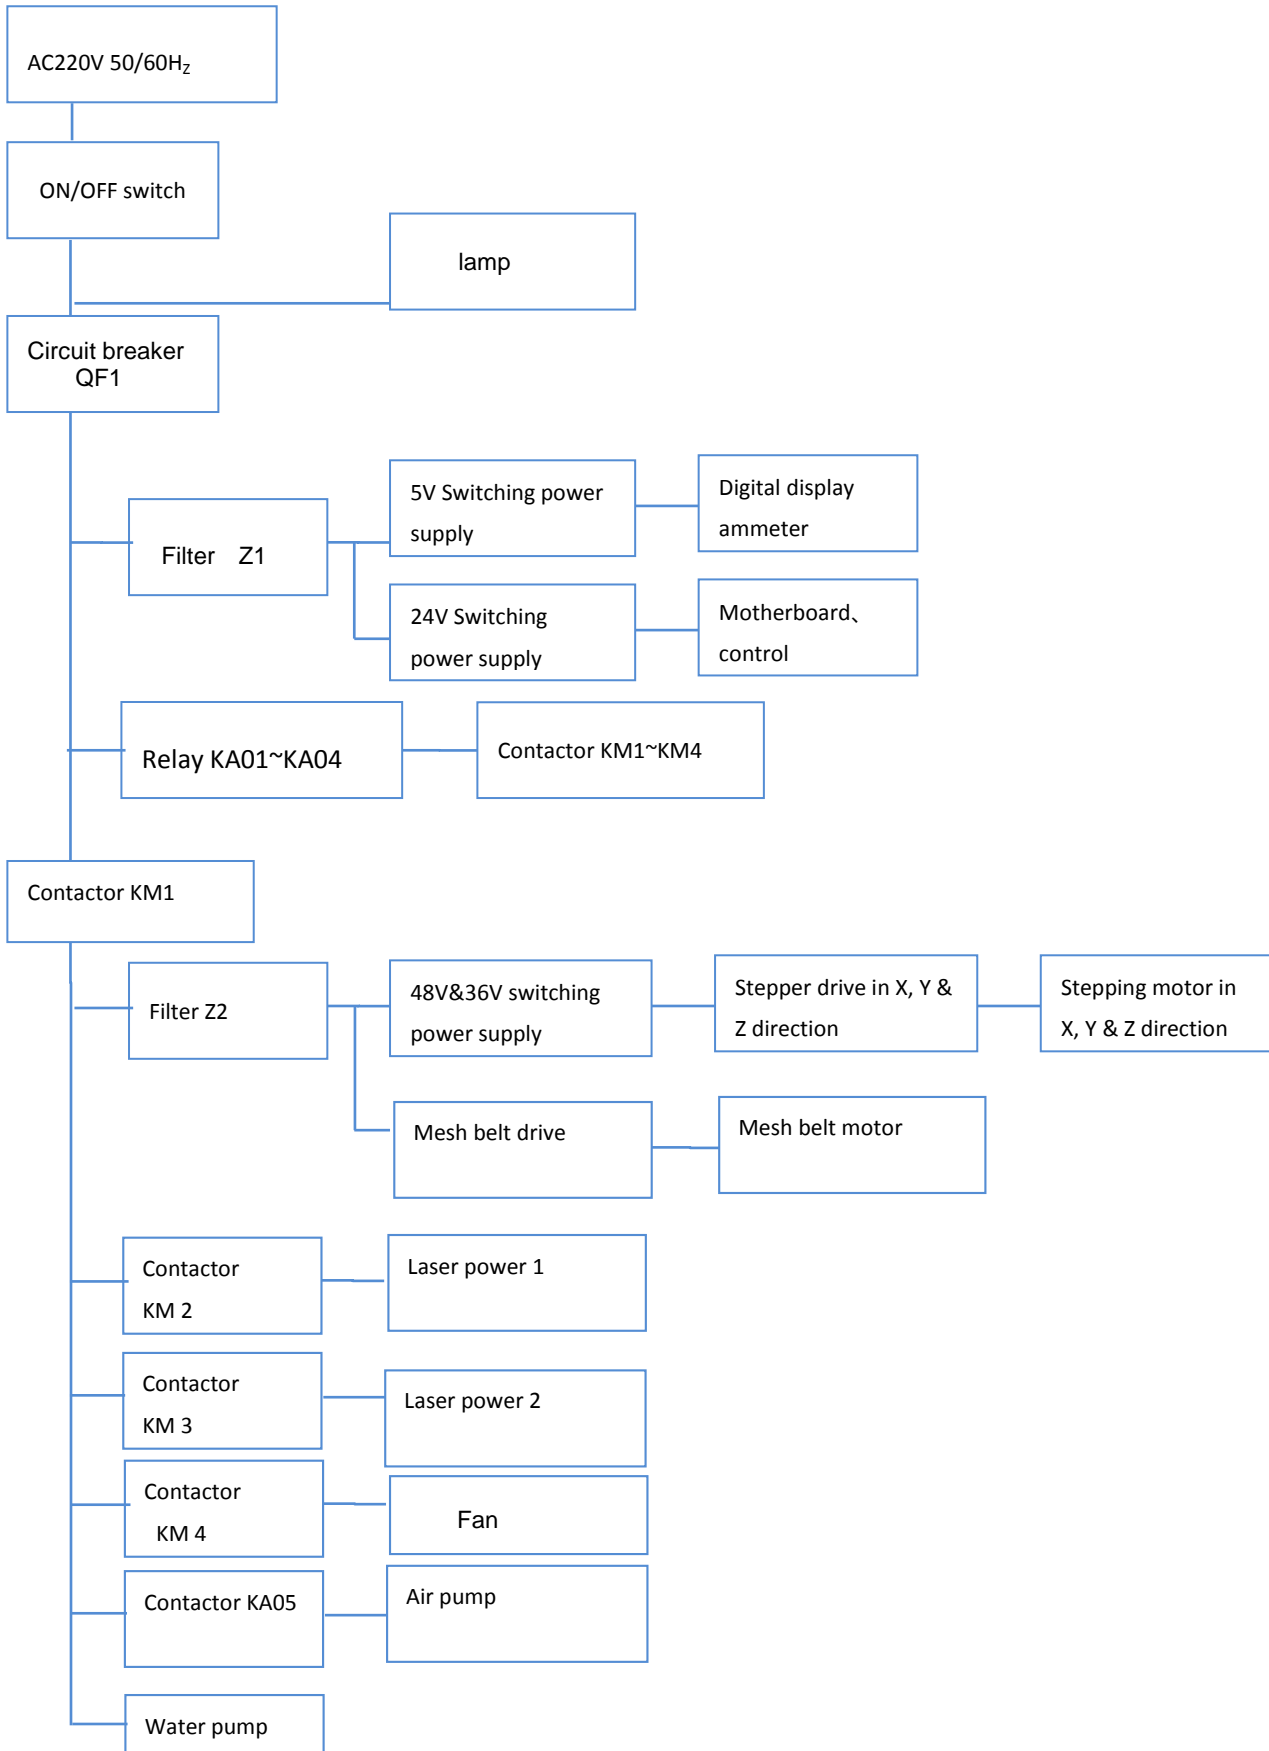 AC220V 50/60Hz
ON/OFF switch
lamp
Circuit breaker
QF1
5V Switching power
supply
Digital display
ammeter
Filter Z1
24V Switching
power supply
Motherboard、
control
Relay KA01~KA04
Contactor KM1~KM4
Contactor KM1
Filter Z2
48V&36V switching
power supply
Stepper drive in X, Y &
Z direction
Stepping motor in
X, Y & Z direction
Mesh belt drive
Mesh belt motor
Contactor
KM 2
Laser power 1
Contactor
KM 3
Laser power 2
Contactor
KM 4
Fan
Contactor KA05
Air pump
Water pump